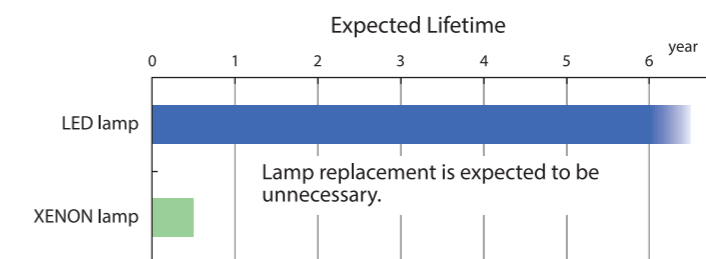 Expected Lifetime
year
0 1 2 3 4 5 6
LED lamp
Lamp replacement is expected to be
unnecessary.
XENON lamp